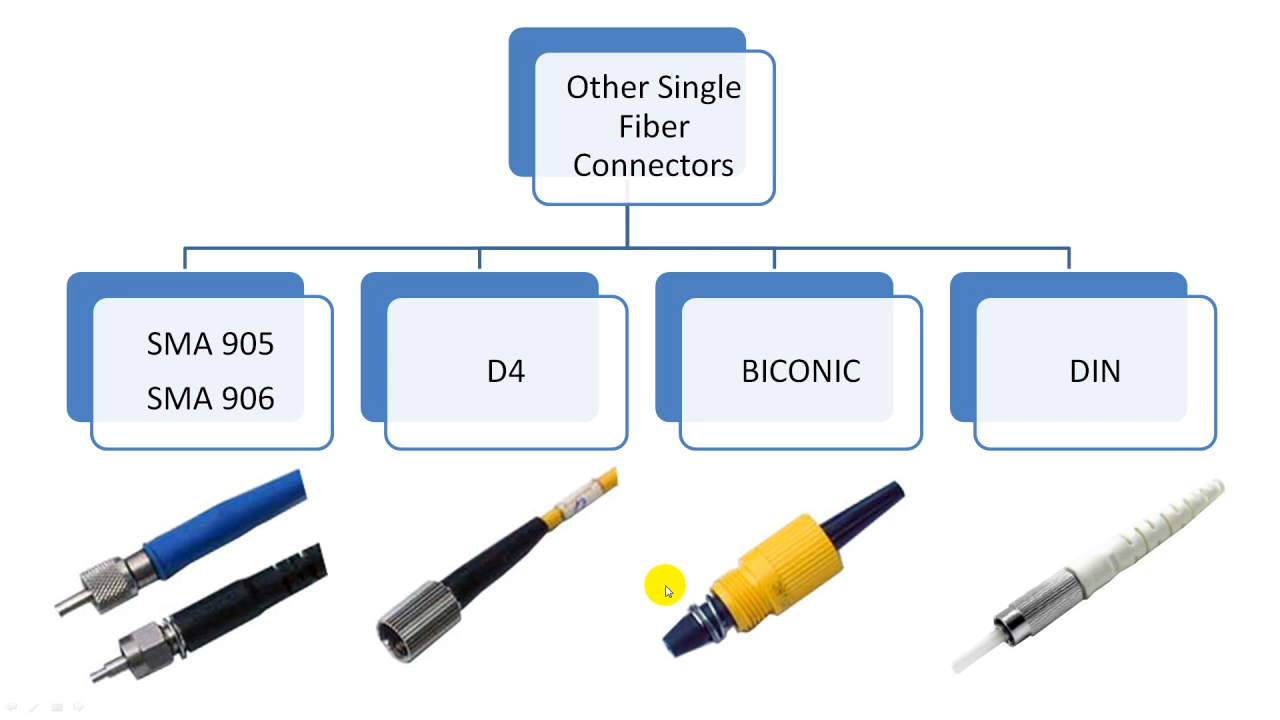 Other Single
Fiber
Connectors
SMA 905
SMA 906
D4
BICONIC
DIN